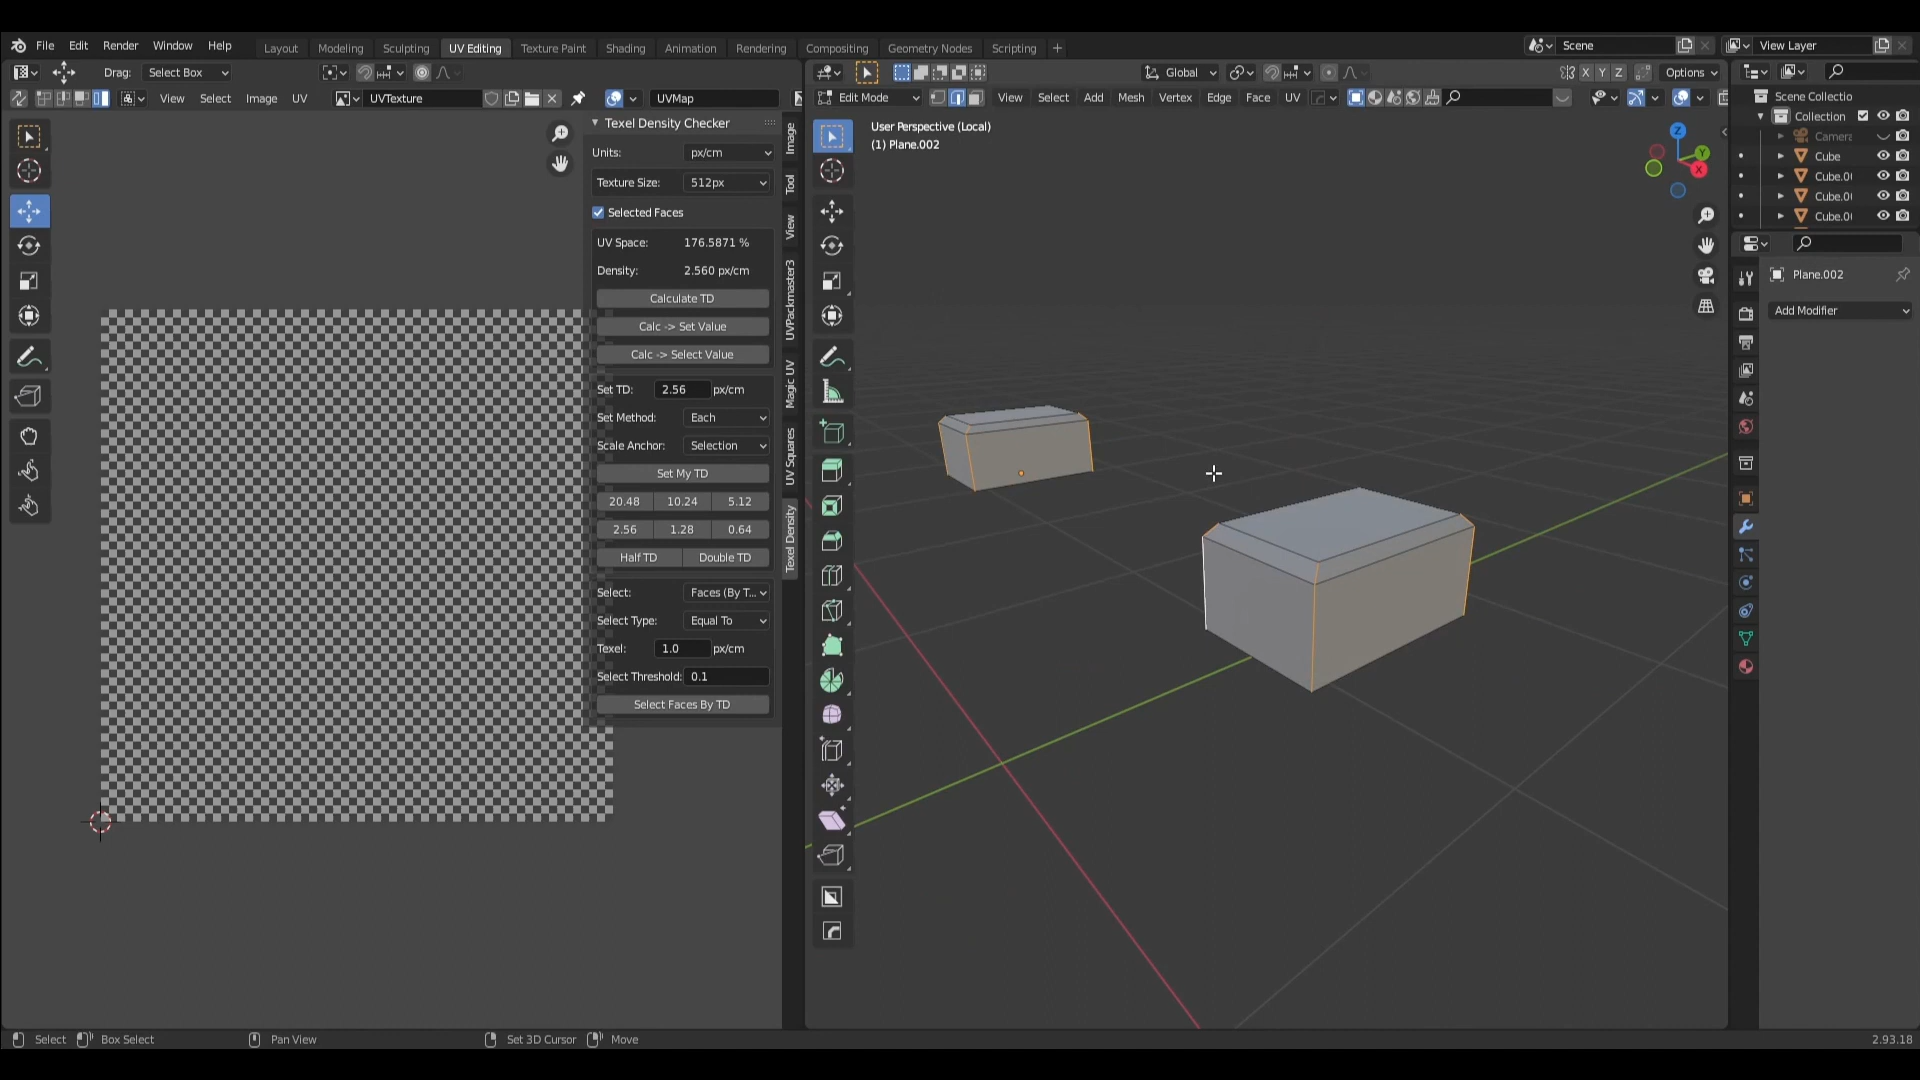 File Edit Render Window Help Layout Modeling Sculpting UV Editing Texture Paint Shading Animation Rendering Compositing Geometry Nodes Scripting + Scene View Layer
Drag: Select Box
View Select Image UV UVTexture UVMap
Texel Density Checker
Units: px/cm
Texture Size: 512px
Selected Faces
UV Space: 176.5871 %
Density: 2.560 px/cm
Calculate TD
Calc -> Set Value
Calc -> Select Value
Set TD: 2.56 px/cm
Set Method: Each
Scale Anchor: Selection
Set My TD
20.48 10.24 5.12
2.56 1.28 0.64
Half TD Double TD
Select: Faces (By T...
Select Type: Equal To
Texel: 1.0 px/cm
Select Threshold: 0.1
Select Faces By TD
Image
Tool
View
UVPackmaster3
Magic UV
UV Squares
Texel Density
Global X Y Z Options
Edit Mode View Select Add Mesh Vertex Edge Face UV
User Perspective (Local)
(1) Plane.002
Z
Y
X
Scene Collectio
Collection
Camera
Cube
Cube.0
Cube.0
Cube.0
Plane.002
Add Modifier
Select Box Select Pan View Set 3D Cursor Move 2.93.18